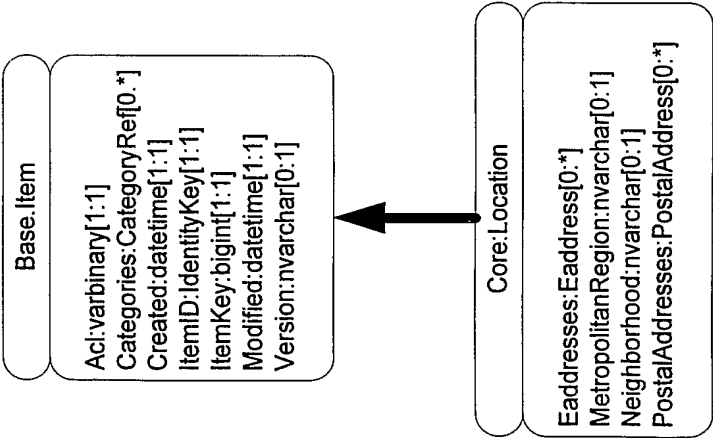 Base.Item
Acl:varbinary[1:1]
Categories:CategoryRef[0.*]
Created:datetime[1:1]
ItemID:IdentityKey[1:1]
ItemKey:bigint[1:1]
Modified:datetime[1:1]
Version:nvarchar[0:1]
Core:Location
Eaddresses:Eaddress[0:*]
MetropolitanRegion:nvarchar[0:1]
Neighborhood:nvarchar[0:1]
PostalAddresses:PostalAddress[0:*]